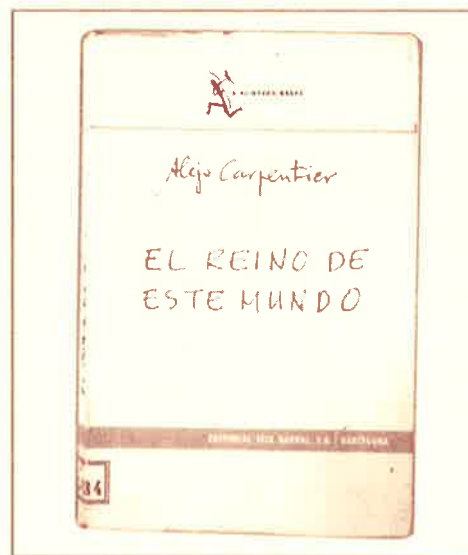 Alejo Carpentier
EL REINO DE
ESTE MUNDO
EDITORIAL SEIX BARRAL, S.A. BARCELONA
34